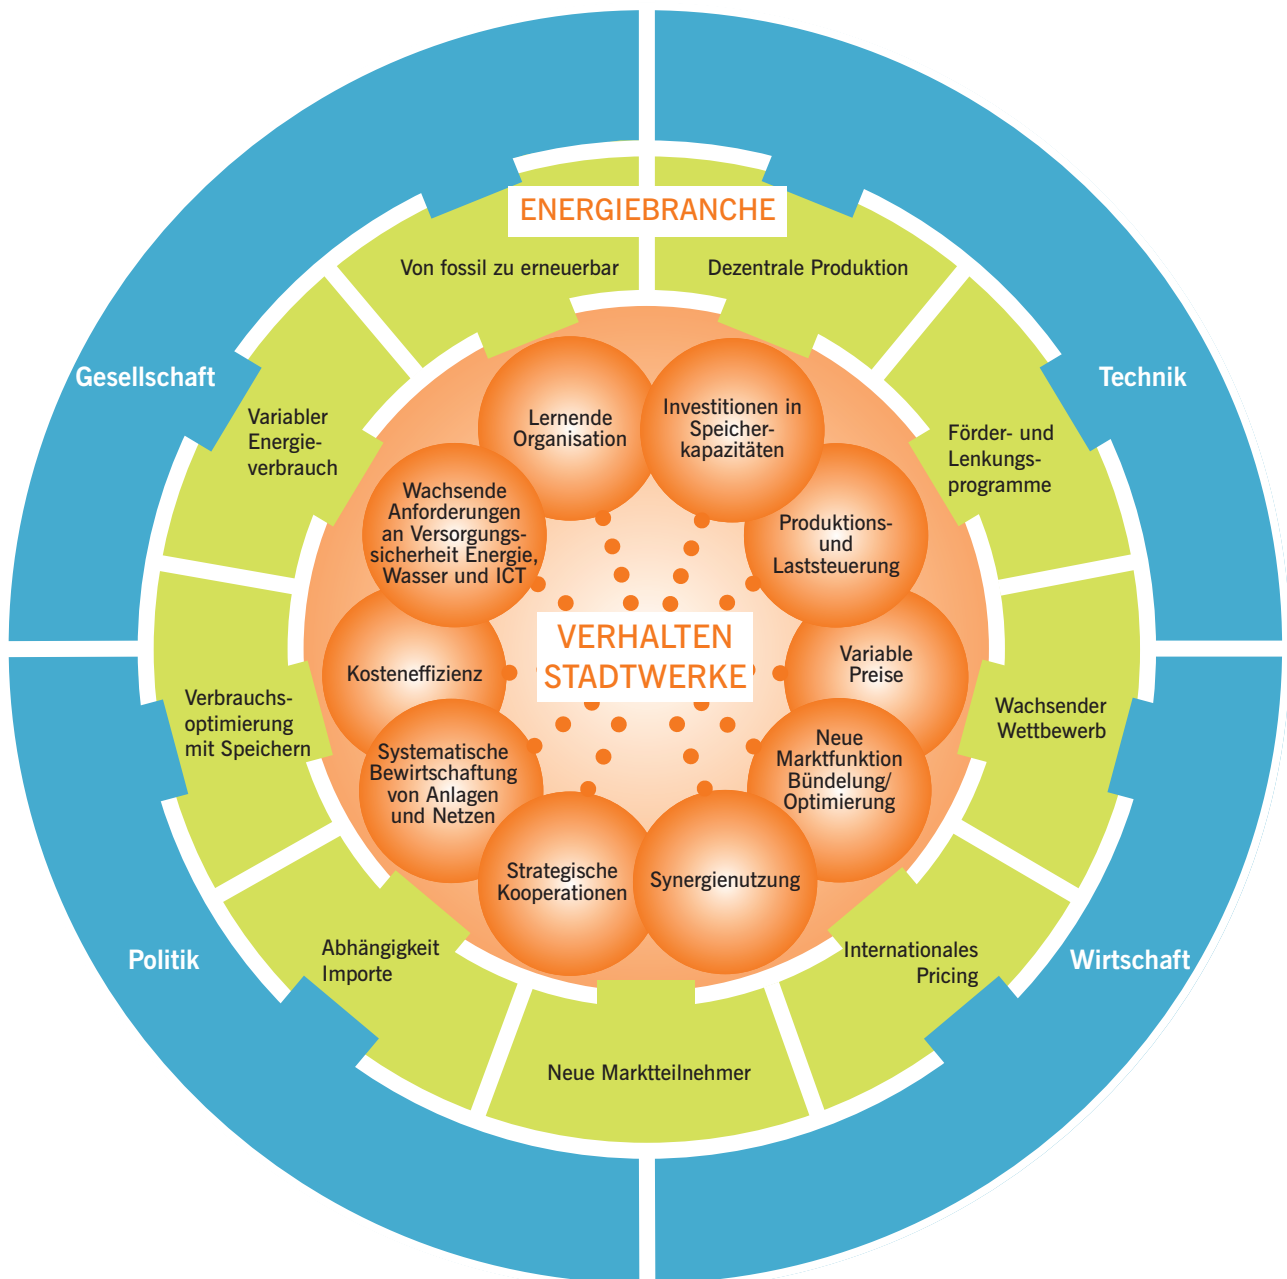 ENERGIEBRANCHE
Von fossil zu erneuerbar
Dezentrale Produktion
Gesellschaft
Technik
Variabler
Energie-
verbrauch
Förder- und
Lenkungs-
programme
Lernende
Organisation
Investitionen in
Speicher-
kapazitäten
Wachsende
Anforderungen
an Versorgungs-
sicherheit Energie,
Wasser und ICT
Produktions-
und
Laststeuerung
VERHALTEN
STADTWERKE
Kosteneffizienz
Variable
Preise
Verbrauchs-
optimierung
mit Speichern
Wachsender
Wettbewerb
Systematische
Bewirtschaftung
von Anlagen
und Netzen
Neue
Marktfunktion
Bündelung/
Optimierung
Strategische
Kooperationen
Synergienutzung
Politik
Abhängigkeit
Importe
Internationales
Pricing
Wirtschaft
Neue Marktteilnehmer